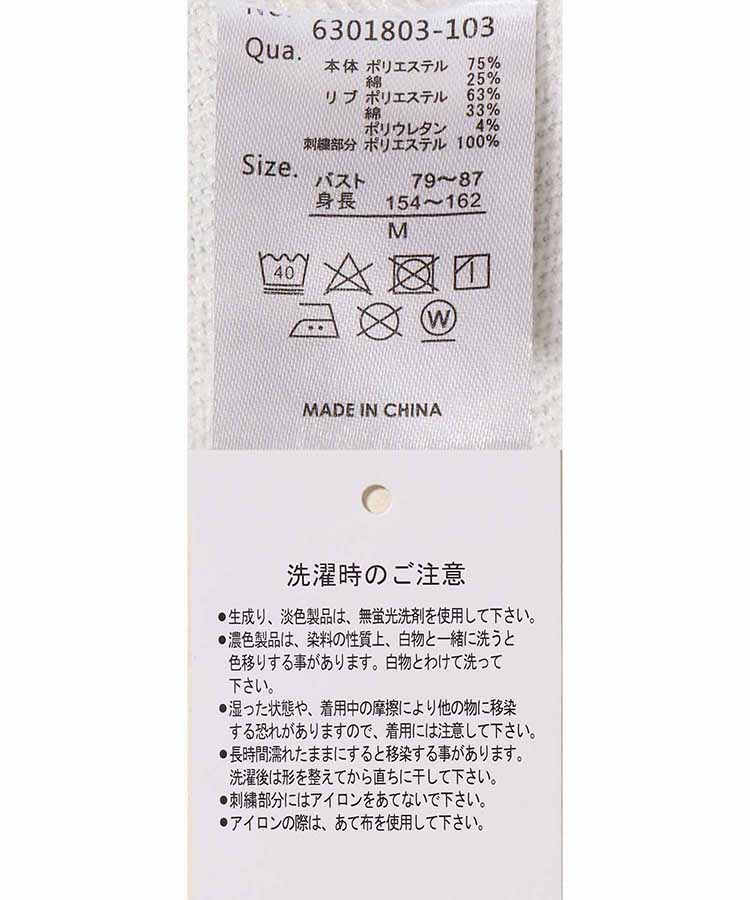 No.
Qua. 6301803-103
本体 ポリエステル 75%
綿 25%
リブ ポリエステル 63%
綿 33%
ポリウレタン 4%
刺繍部分 ポリエステル 100%
Size. バスト 79～87
身長 154～162
M
40
W
MADE IN CHINA
洗濯時のご注意
●生成り、淡色製品は、無蛍光洗剤を使用して下さい。
●濃色製品は、染料の性質上、白物と一緒に洗うと
色移りする事があります。白物とわけて洗って
下さい。
●湿った状態や、着用中の摩擦により他の物に移染
する恐れがありますので、着用には注意して下さい。
●長時間濡れたままにすると移染する事があります。
洗濯後は形を整えてから直ちに干して下さい。
●刺繍部分にはアイロンをあてないで下さい。
●アイロンの際は、あて布を使用して下さい。